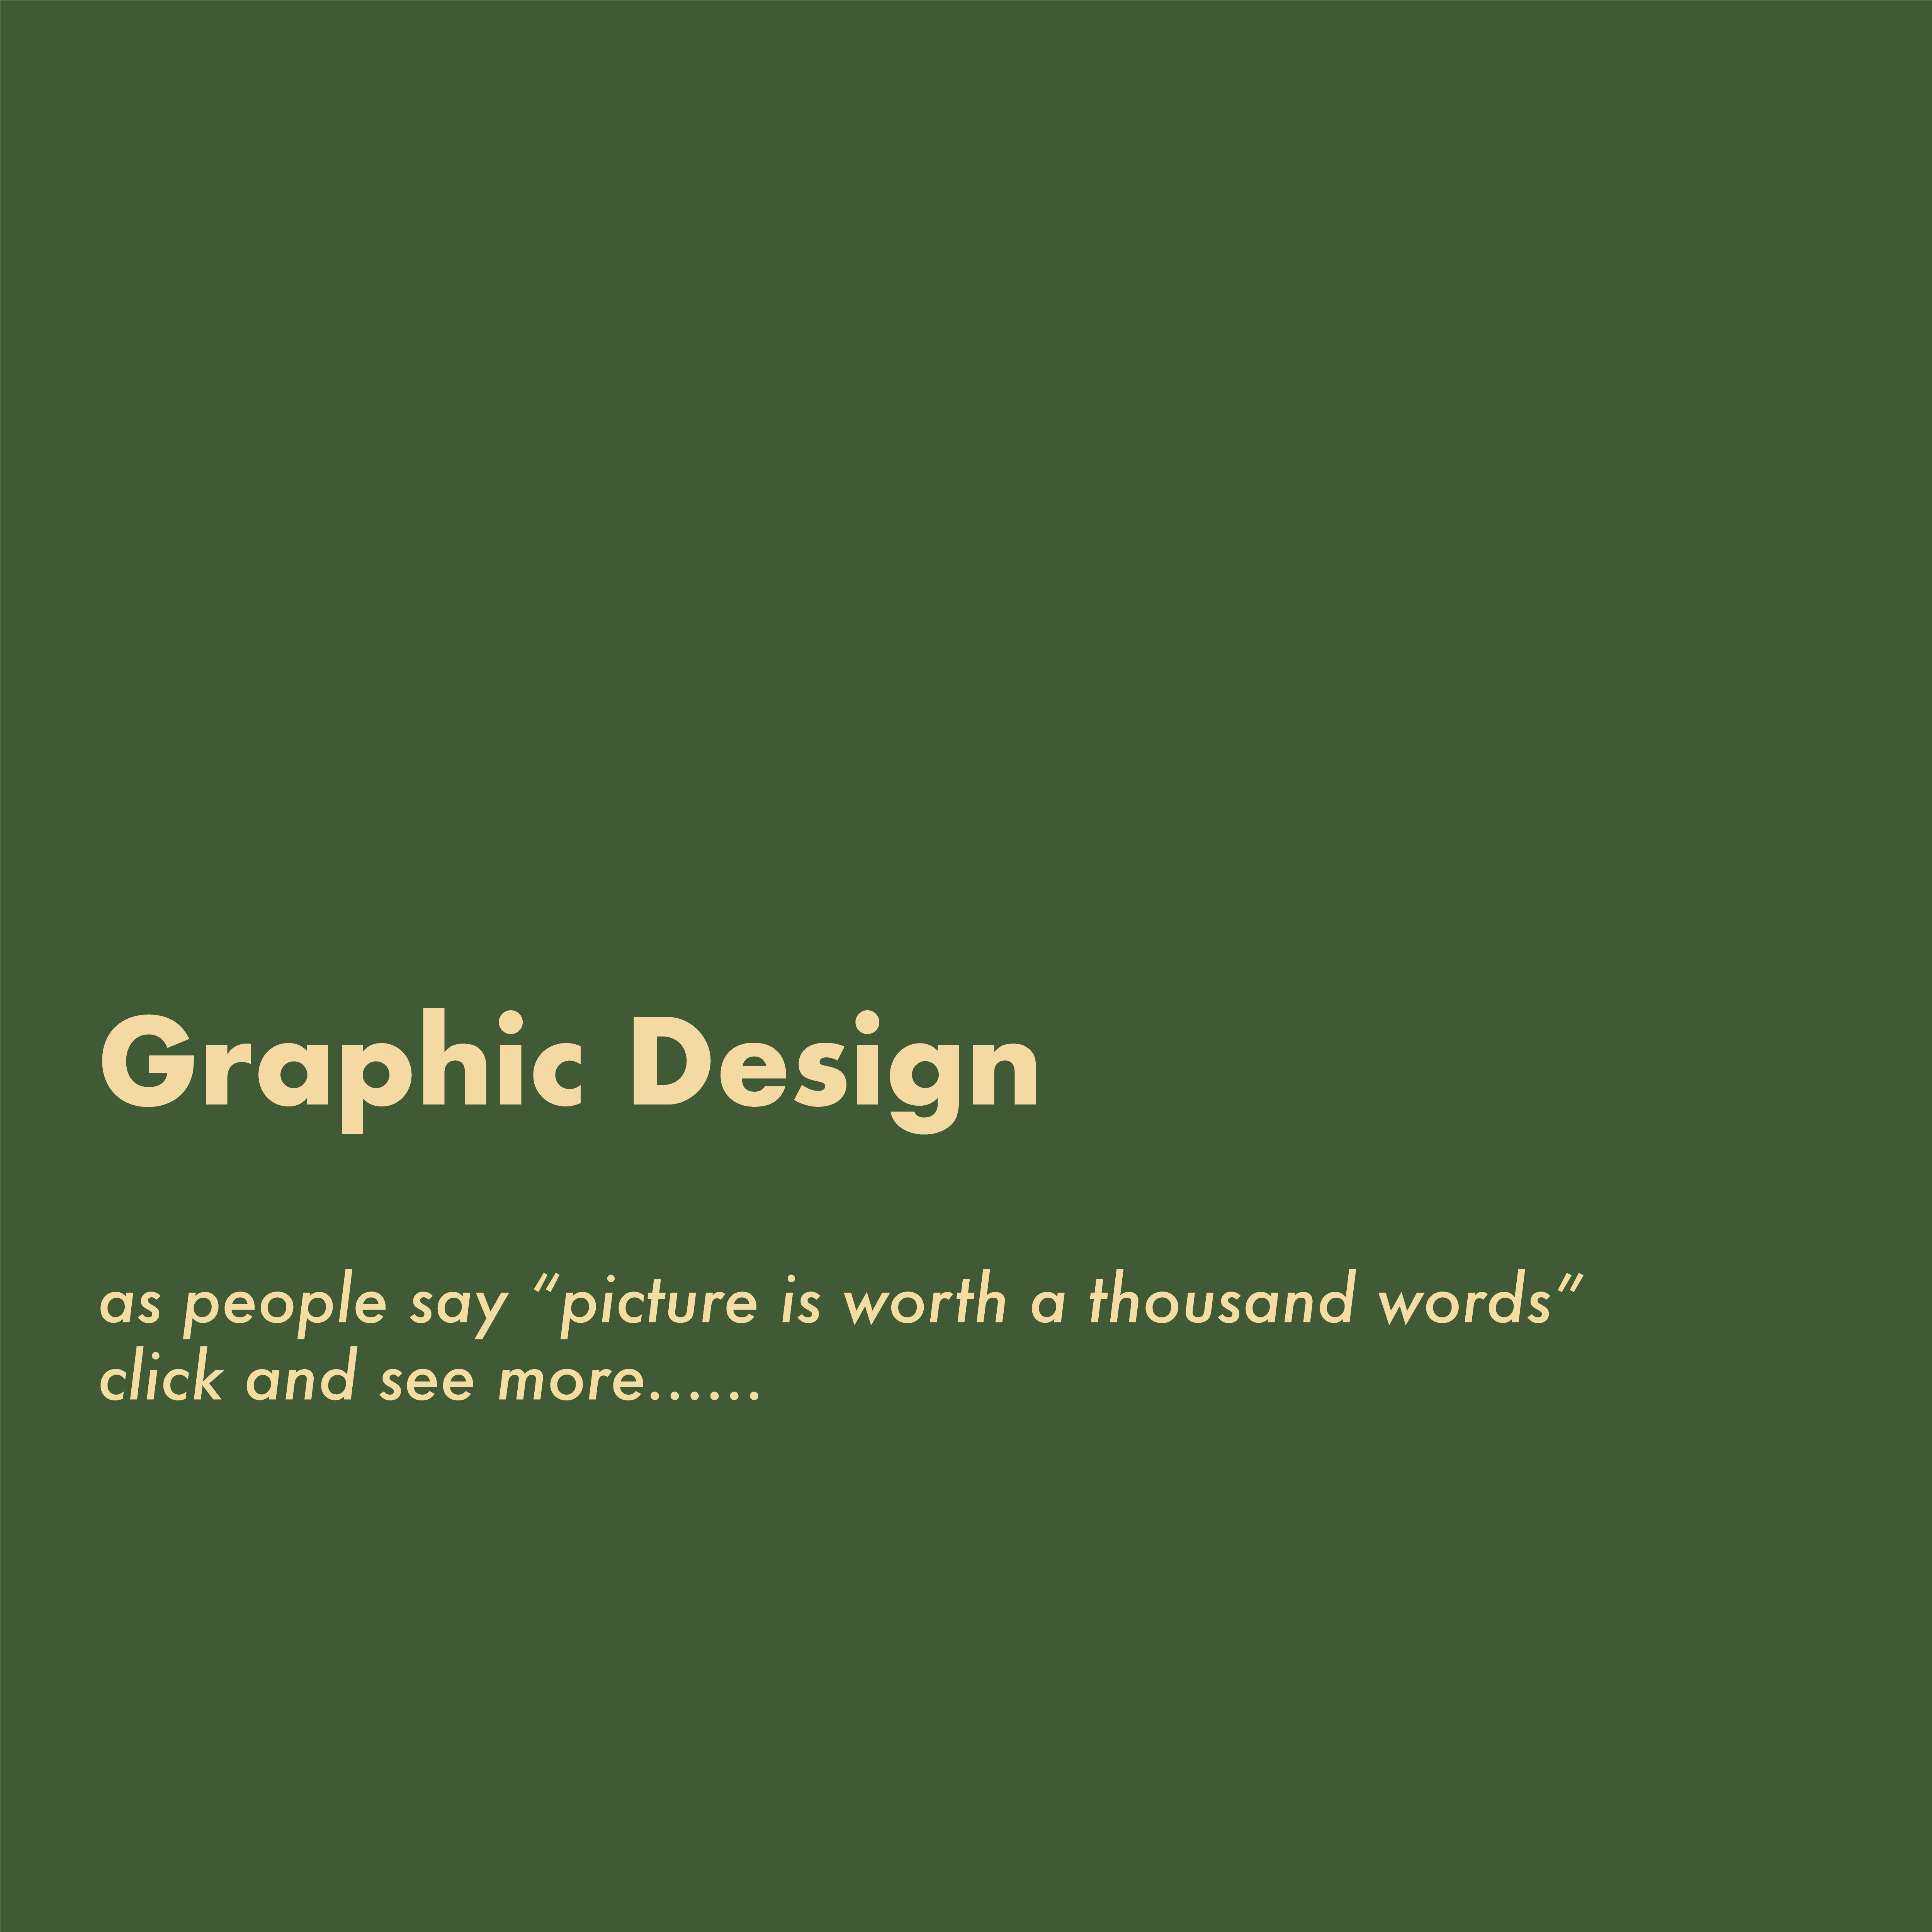 Graphic Design
as people say "picture is worth a thousand words"
click and see more......